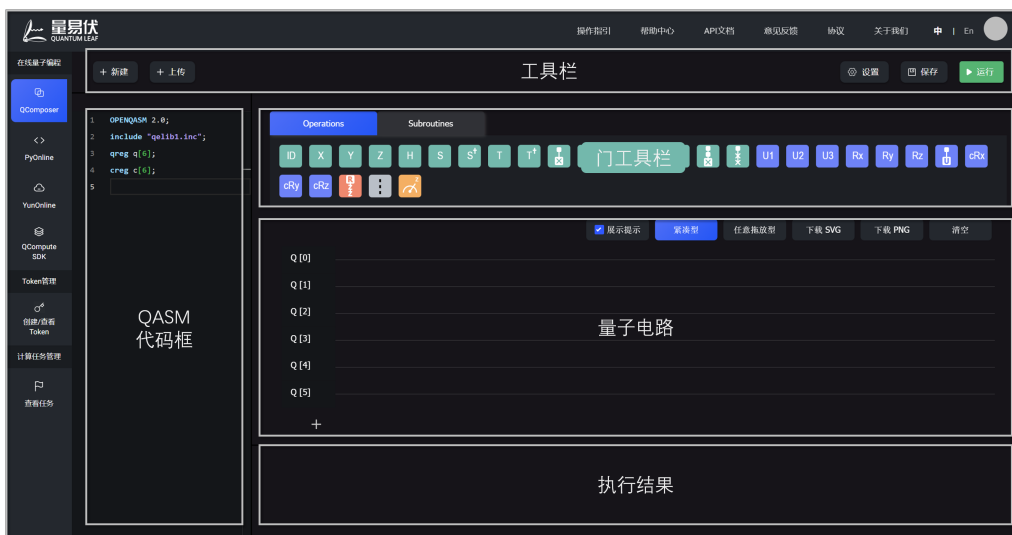 量易伏
QUANTUM LEAF
操作指引 帮助中心 API文档 意见反馈 协议 关于我们 中 | En
在线量子编程
QComposer
PyOnline
YunOnline
QCompute
SDK
Token管理
创建/查看
Token
计算任务管理
查看任务
+ 新建 + 上传 工具栏 设置 保存 运行
1 OPENQASM 2.0;
2 include "qelib1.inc";
3 qreg q[6];
4 creg c[6];
5
QASM
代码框
Operations Subroutines
ID X Y Z H S S† T T† X 门工具栏 U1 U2 U3 Rx Ry Rz U cRx
cRy cRz R Z Z Z
展示提示 紧凑型 任意拖放型 下载 SVG 下载 PNG 清空
Q [0]
Q [1]
Q [2]
Q [3]
Q [4]
Q [5]
+
量子电路
执行结果